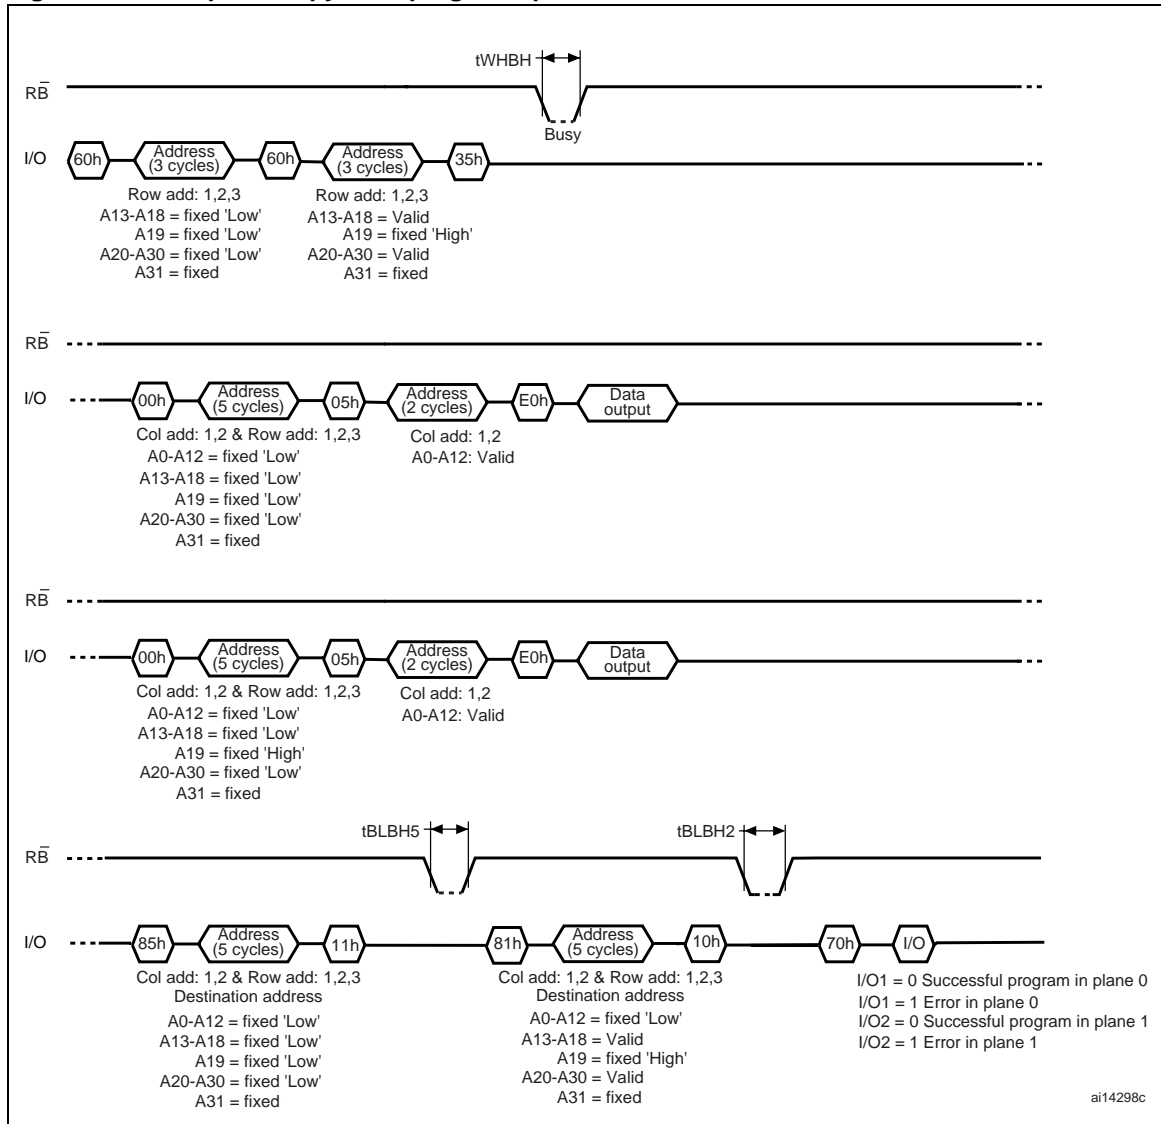 tWHBH
RB̅
Busy
I/O 60h Address (3 cycles) 60h Address (3 cycles) 35h
Row add: 1,2,3 Row add: 1,2,3
A13-A18 = fixed 'Low' A13-A18 = Valid
A19 = fixed 'Low' A19 = fixed 'High'
A20-A30 = fixed 'Low' A20-A30 = Valid
A31 = fixed A31 = fixed
RB̅
I/O 00h Address (5 cycles) 05h Address (2 cycles) E0h Data output
Col add: 1,2 & Row add: 1,2,3 Col add: 1,2
A0-A12 = fixed 'Low' A0-A12: Valid
A13-A18 = fixed 'Low'
A19 = fixed 'Low'
A20-A30 = fixed 'Low'
A31 = fixed
RB̅
I/O 00h Address (5 cycles) 05h Address (2 cycles) E0h Data output
Col add: 1,2 & Row add: 1,2,3 Col add: 1,2
A0-A12 = fixed 'Low' A0-A12: Valid
A13-A18 = fixed 'Low'
A19 = fixed 'High'
A20-A30 = fixed 'Low'
A31 = fixed
tBLBH5 tBLBH2
RB̅
I/O 85h Address (5 cycles) 11h 81h Address (5 cycles) 10h 70h I/O
Col add: 1,2 & Row add: 1,2,3 Col add: 1,2 & Row add: 1,2,3 I/O1 = 0 Successful program in plane 0
Destination address Destination address I/O1 = 1 Error in plane 0
A0-A12 = fixed 'Low' A0-A12 = fixed 'Low' I/O2 = 0 Successful program in plane 1
A13-A18 = fixed 'Low' A13-A18 = Valid I/O2 = 1 Error in plane 1
A19 = fixed 'Low' A19 = fixed 'High'
A20-A30 = fixed 'Low' A20-A30 = Valid
A31 = fixed A31 = fixed
ai14298c